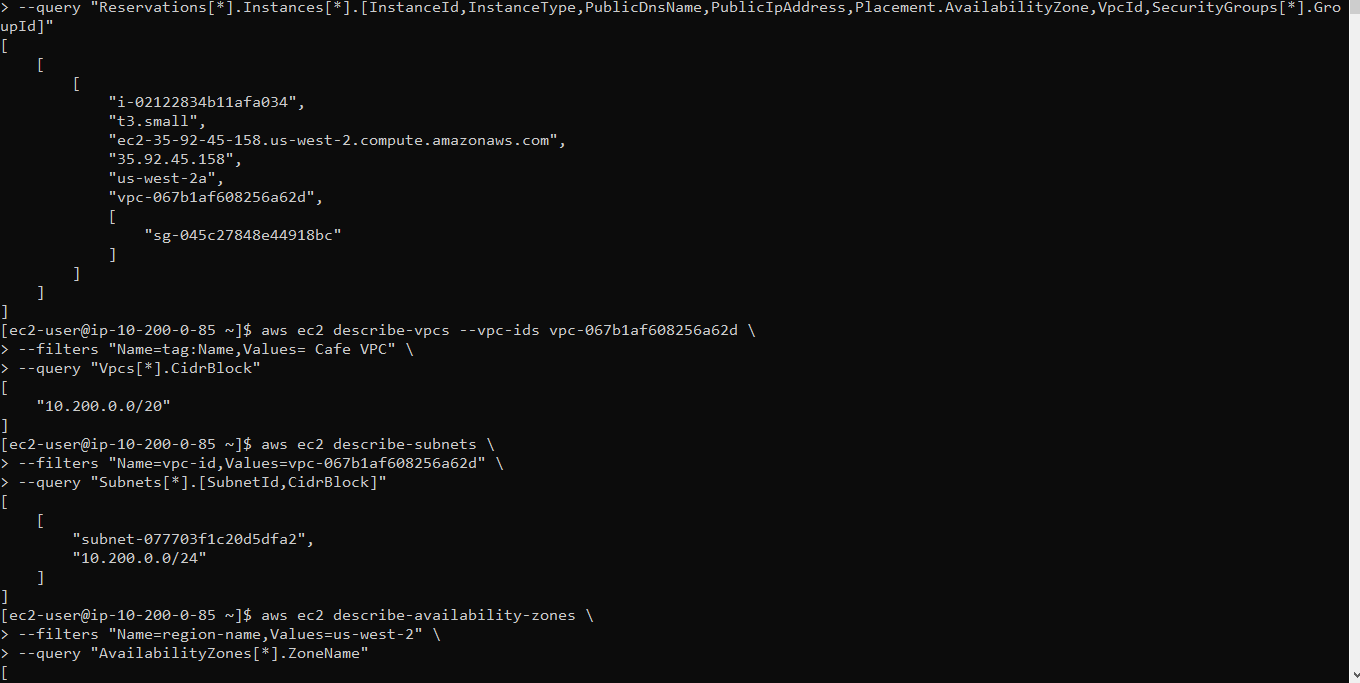 > --query "Reservations[*].Instances[*].[InstanceId,InstanceType,PublicDnsName,PublicIpAddress,Placement.AvailabilityZone,VpcId,SecurityGroups[*].Gro
upId]"
[
    [
        [
            "i-02122834b11afa034",
            "t3.small",
            "ec2-35-92-45-158.us-west-2.compute.amazonaws.com",
            "35.92.45.158",
            "us-west-2a",
            "vpc-067b1af608256a62d",
            [
                "sg-045c27848e44918bc"
            ]
        ]
    ]
]
[ec2-user@ip-10-200-0-85 ~]$ aws ec2 describe-vpcs --vpc-ids vpc-067b1af608256a62d \
> --filters "Name=tag:Name,Values= Cafe VPC" \
> --query "Vpcs[*].CidrBlock"
[
    "10.200.0.0/20"
]
[ec2-user@ip-10-200-0-85 ~]$ aws ec2 describe-subnets \
> --filters "Name=vpc-id,Values=vpc-067b1af608256a62d" \
> --query "Subnets[*].[SubnetId,CidrBlock]"
[
    [
        "subnet-077703f1c20d5dfa2",
        "10.200.0.0/24"
    ]
]
[ec2-user@ip-10-200-0-85 ~]$ aws ec2 describe-availability-zones \
> --filters "Name=region-name,Values=us-west-2" \
> --query "AvailabilityZones[*].ZoneName"
[